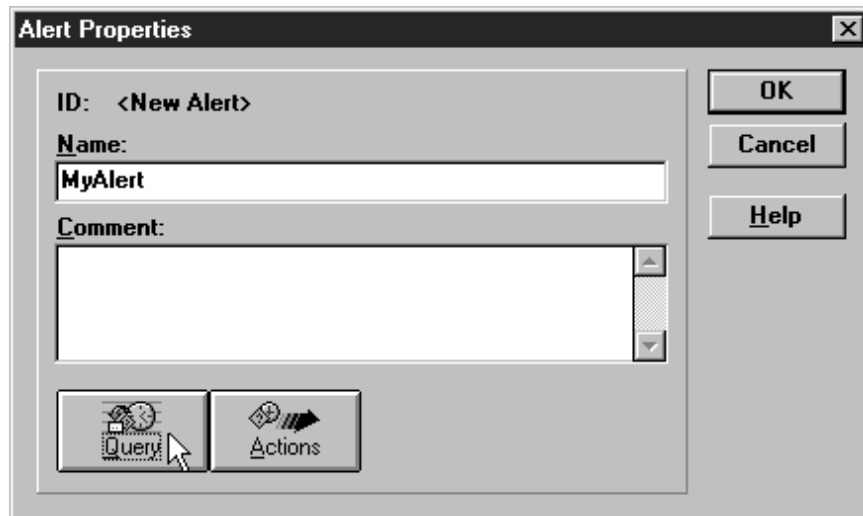 Alert Properties
ID: <New Alert>
Name:
MyAlert
Comment:
Query
Actions
OK
Cancel
Help